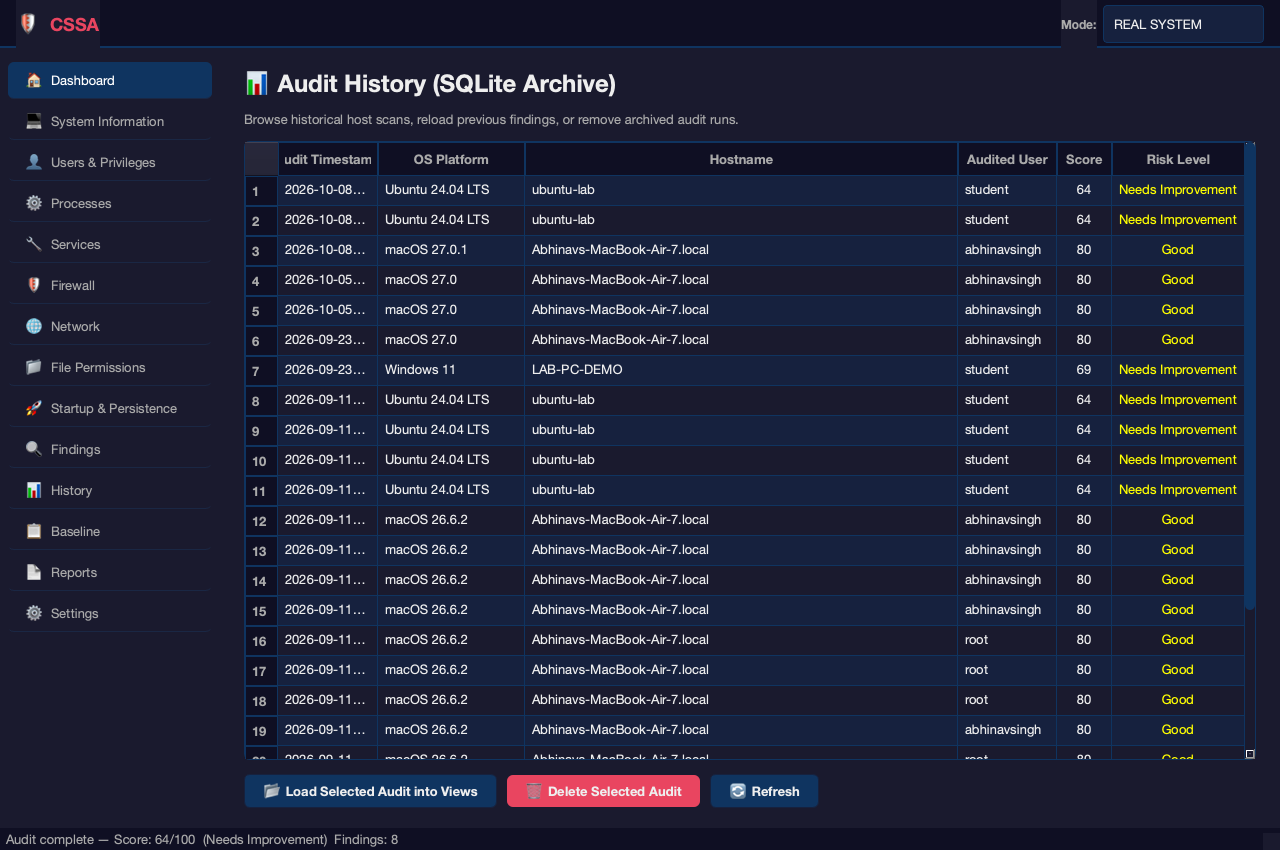 CSSA
Mode: REAL SYSTEM
Dashboard
System Information
Users & Privileges
Processes
Services
Firewall
Network
File Permissions
Startup & Persistence
Findings
History
Baseline
Reports
Settings
Audit History (SQLite Archive)
Browse historical host scans, reload previous findings, or remove archived audit runs.
udit Timestam OS Platform Hostname Audited User Score Risk Level
1 2026-10-08... Ubuntu 24.04 LTS ubuntu-lab student 64 Needs Improvement
2 2026-10-08... Ubuntu 24.04 LTS ubuntu-lab student 64 Needs Improvement
3 2026-10-08... macOS 27.0.1 Abhinavs-MacBook-Air-7.local abhinavsingh 80 Good
4 2026-10-05... macOS 27.0 Abhinavs-MacBook-Air-7.local abhinavsingh 80 Good
5 2026-10-05... macOS 27.0 Abhinavs-MacBook-Air-7.local abhinavsingh 80 Good
6 2026-09-23... macOS 27.0 Abhinavs-MacBook-Air-7.local abhinavsingh 80 Good
7 2026-09-23... Windows 11 LAB-PC-DEMO student 69 Needs Improvement
8 2026-09-11... Ubuntu 24.04 LTS ubuntu-lab student 64 Needs Improvement
9 2026-09-11... Ubuntu 24.04 LTS ubuntu-lab student 64 Needs Improvement
10 2026-09-11... Ubuntu 24.04 LTS ubuntu-lab student 64 Needs Improvement
11 2026-09-11... Ubuntu 24.04 LTS ubuntu-lab student 64 Needs Improvement
12 2026-09-11... macOS 26.6.2 Abhinavs-MacBook-Air-7.local abhinavsingh 80 Good
13 2026-09-11... macOS 26.6.2 Abhinavs-MacBook-Air-7.local abhinavsingh 80 Good
14 2026-09-11... macOS 26.6.2 Abhinavs-MacBook-Air-7.local abhinavsingh 80 Good
15 2026-09-11... macOS 26.6.2 Abhinavs-MacBook-Air-7.local abhinavsingh 80 Good
16 2026-09-11... macOS 26.6.2 Abhinavs-MacBook-Air-7.local root 80 Good
17 2026-09-11... macOS 26.6.2 Abhinavs-MacBook-Air-7.local root 80 Good
18 2026-09-11... macOS 26.6.2 Abhinavs-MacBook-Air-7.local root 80 Good
19 2026-09-11... macOS 26.6.2 Abhinavs-MacBook-Air-7.local abhinavsingh 80 Good
Load Selected Audit into Views Delete Selected Audit Refresh
Audit complete — Score: 64/100 (Needs Improvement) Findings: 8